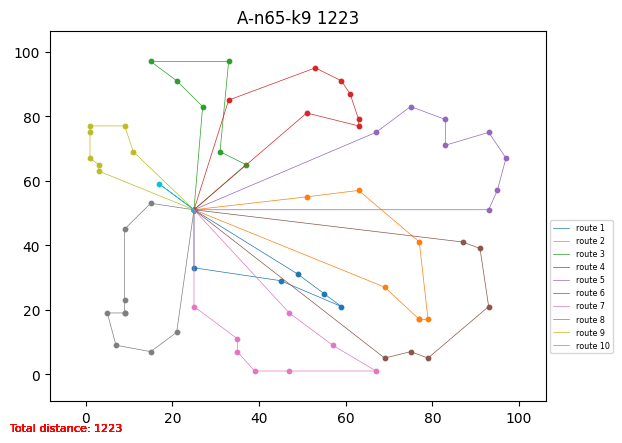 A-n65-k9 1223
100
80
60
40
20
0
0 20 40 60 80 100
route 1
route 2
route 3
route 4
route 5
route 6
route 7
route 8
route 9
route 10
Total distance: 1223